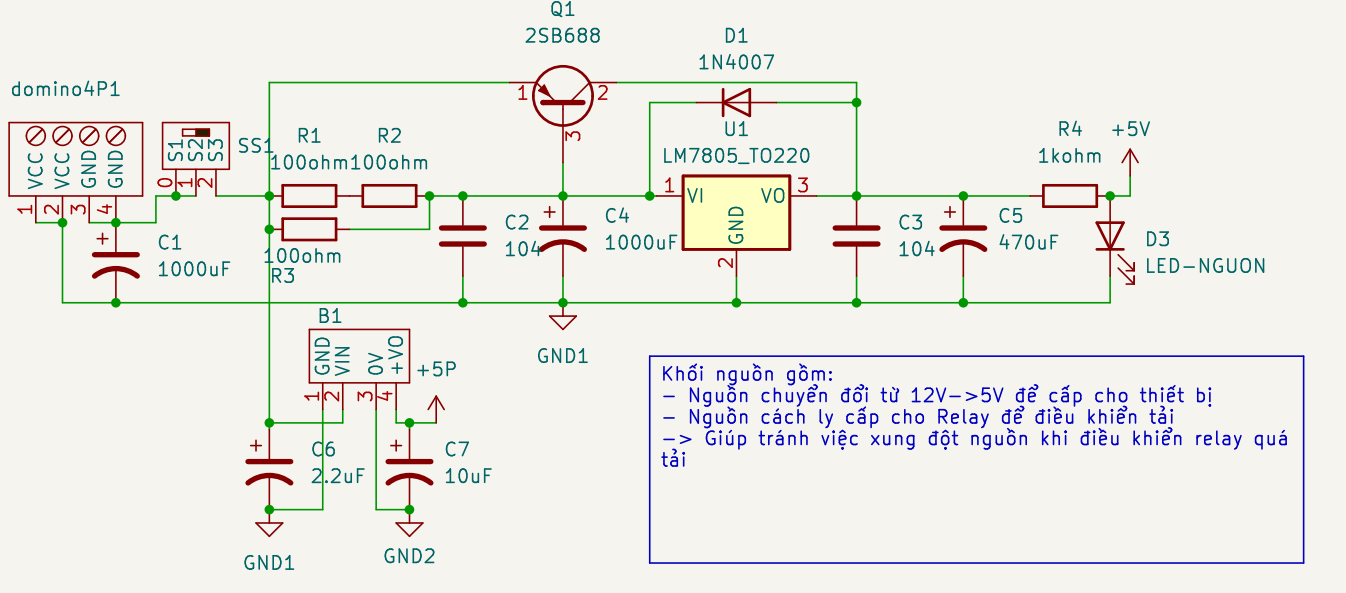 Q1
2SB688
1
2
3
D1
1N4007
domino4P1
VCC
VCC
GND
GND
1
2
3
4
S1
S2
S3
SS1
0
1
2
R1
100ohm
R2
100ohm
100ohm
R3
C1
1000uF
C2
104
C4
1000uF
U1
LM7805_TO220
1
VI
VO
3
GND
2
C3
104
C5
470uF
R4
1kohm
+5V
D3
LED-NGUON
GND1
B1
GND
VIN
0V
+VO
1
2
3
4
+5P
C6
2.2uF
C7
10uF
GND1
GND2
Khối nguồn gồm:
- Nguồn chuyển đổi từ 12V->5V để cấp cho thiết bị
- Nguồn cách ly cấp cho Relay để điều khiển tải
-> Giúp tránh việc xung đột nguồn khi điều khiển relay quá
tải